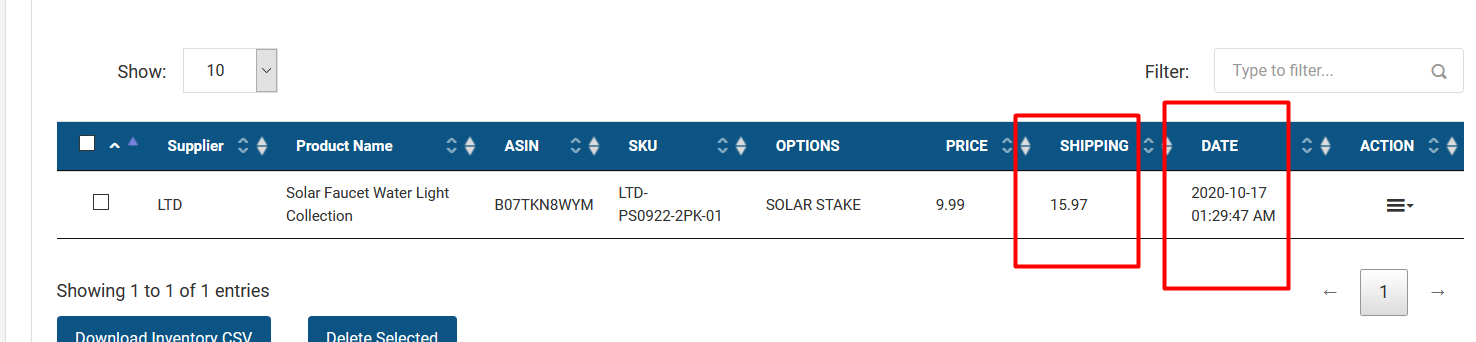 Show: 10 Filter: Type to filter...
Supplier Product Name ASIN SKU OPTIONS PRICE SHIPPING DATE ACTION
LTD Solar Faucet Water Light Collection B07TKN8WYM LTD-PS0922-2PK-01 SOLAR STAKE 9.99 15.97 2020-10-17 01:29:47 AM
Showing 1 to 1 of 1 entries ← 1 →
Download Inventory CSV Delete Selected